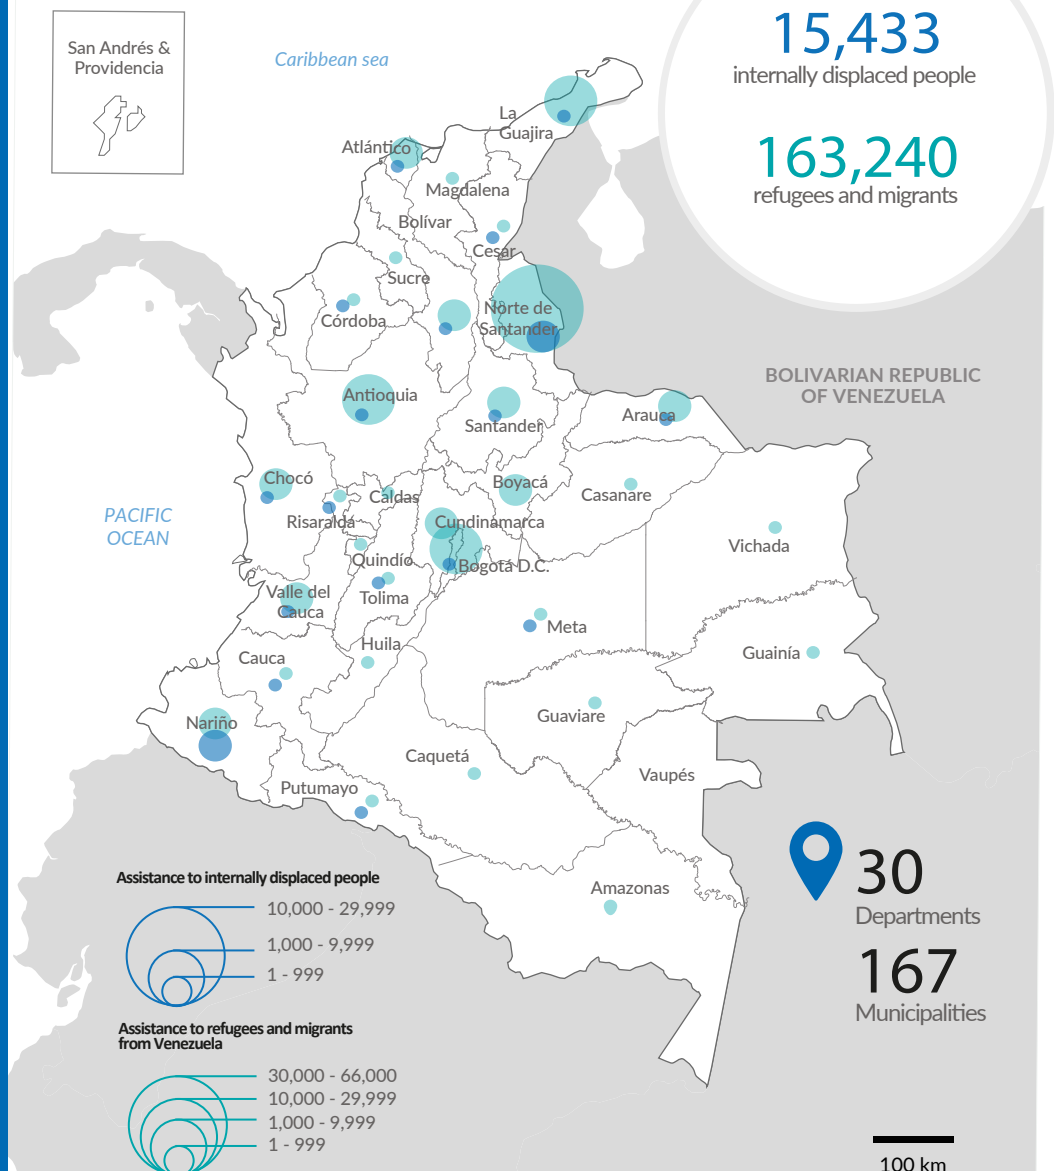 San Andrés &
Providencia
Caribbean sea
15,433
internally displaced people
163,240
refugees and migrants
La
Guajira
Atlántico
Magdalena
Bolívar
Cesar
Sucre
Córdoba
Norte de
Santander
BOLIVARIAN REPUBLIC
OF VENEZUELA
Antioquia
Santander
Arauca
Chocó
Caldas
Boyacá
Casanare
PACIFIC
OCEAN
Risaralda
Cundinamarca
Vichada
Quindío
Bogotá D.C.
Valle del
Cauca
Tolima
Meta
Huila
Cauca
Guainía
Nariño
Guaviare
Caquetá
Vaupés
Putumayo
Amazonas
30
Departments
167
Municipalities
Assistance to internally displaced people
10,000 - 29,999
1,000 - 9,999
1 - 999
Assistance to refugees and migrants
from Venezuela
30,000 - 66,000
10,000 - 29,999
1,000 - 9,999
1 - 999
100 km